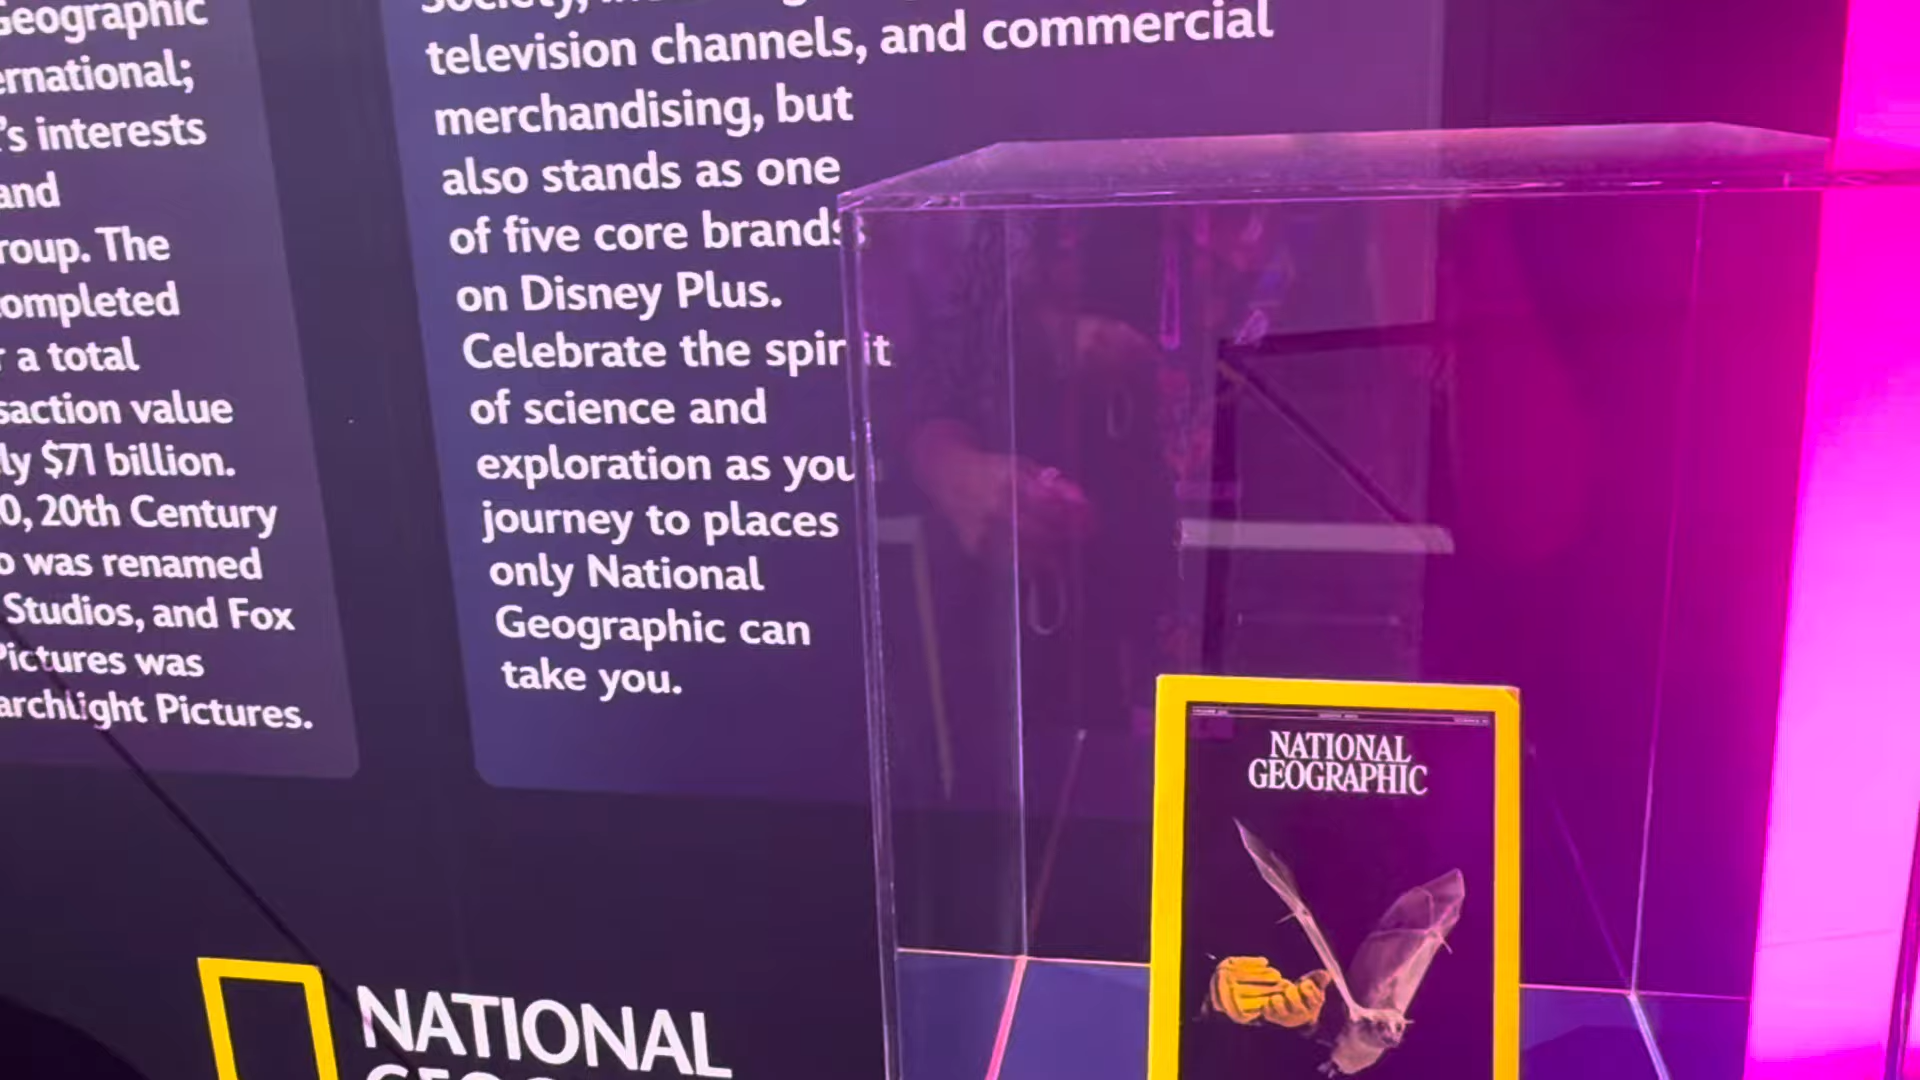 Geographic
ernational;
's interests
and
roup. The
completed
r a total
saction value
ly $71 billion.
0, 20th Century
o was renamed
Studios, and Fox
Pictures was
archlight Pictures.
Society,
television channels, and commercial
merchandising, but
also stands as one
of five core brands
on Disney Plus.
Celebrate the spirit
of science and
exploration as you
journey to places
only National
Geographic can
take you.
NATIONAL
NATIONAL
GEOGRAPHIC